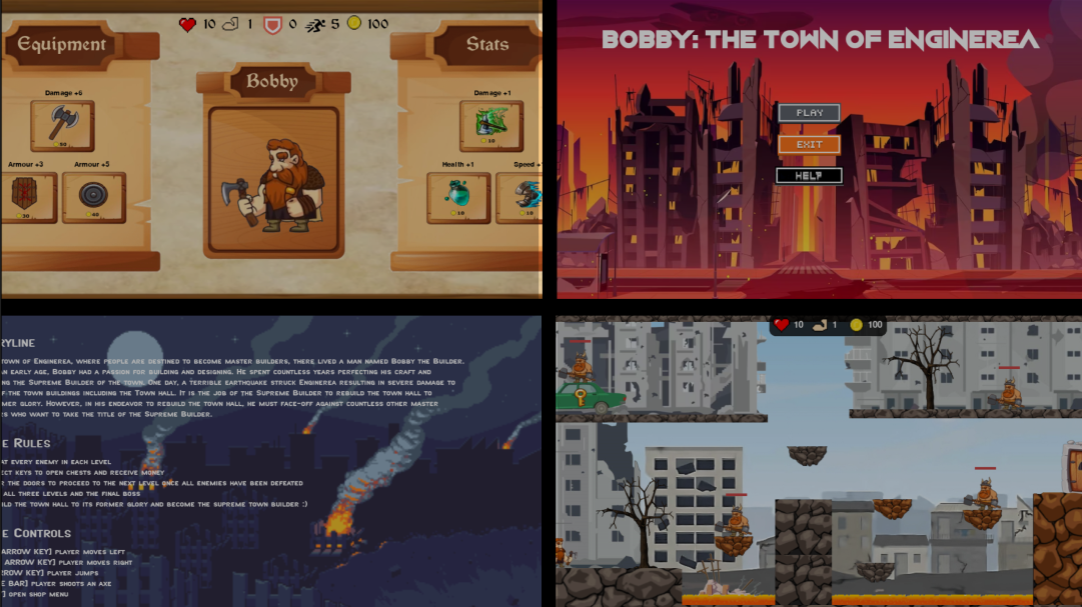 10 1 0 5 100
Equipment
Bobby
Stats
Damage +6
50
Armour +3
Armour +5
30
40
Damage +1
10
Health +1
Speed +
10
10
BOBBY: THE TOWN OF ENGINEREA
PLAY
EXIT
HELP
RYLINE
TOWN OF ENGINEREA, WHERE PEOPLE ARE DESTINED TO BECOME MASTER BUILDERS, THERE LIVED A MAN NAMED BOBBY THE BUILDER.
N EARLY AGE, BOBBY HAD A PASSION FOR BUILDING AND DESIGNING. HE SPENT COUNTLESS YEARS PERFECTING HIS CRAFT AND
NG THE SUPREME BUILDER OF THE TOWN. ONE DAY, A TERRIBLE EARTHQUAKE STRUCK ENGINEREA RESULTING IN SEVERE DAMAGE TO
F THE TOWN BUILDINGS INCLUDING THE TOWN HALL. IT IS THE JOB OF THE SUPREME BUILDER TO REBUILD THE TOWN HALL TO
MER GLORY. HOWEVER, IN HIS ENDEAVOR TO REBUILD THE TOWN HALL, HE MUST FACE-OFF AGAINST COUNTLESS OTHER MASTER
S WHO WANT TO TAKE THE TITLE OF THE SUPREME BUILDER.
E RULES
AT EVERY ENEMY IN EACH LEVEL
ECT KEYS TO OPEN CHESTS AND RECEIVE MONEY
R THE DOORS TO PROCEED TO THE NEXT LEVEL ONCE ALL ENEMIES HAVE BEEN DEFEATED
ALL THREE LEVELS AND THE FINAL BOSS
ILD THE TOWN HALL TO ITS FORMER GLORY AND BECOME THE SUPREME TOWN BUILDER :)
E CONTROLS
ARROW KEY] PLAYER MOVES LEFT
ARROW KEY] PLAYER MOVES RIGHT
RROW KEY] PLAYER JUMPS
E BAR] PLAYER SHOOTS AN AXE
] OPEN SHOP MENU
10 1 100